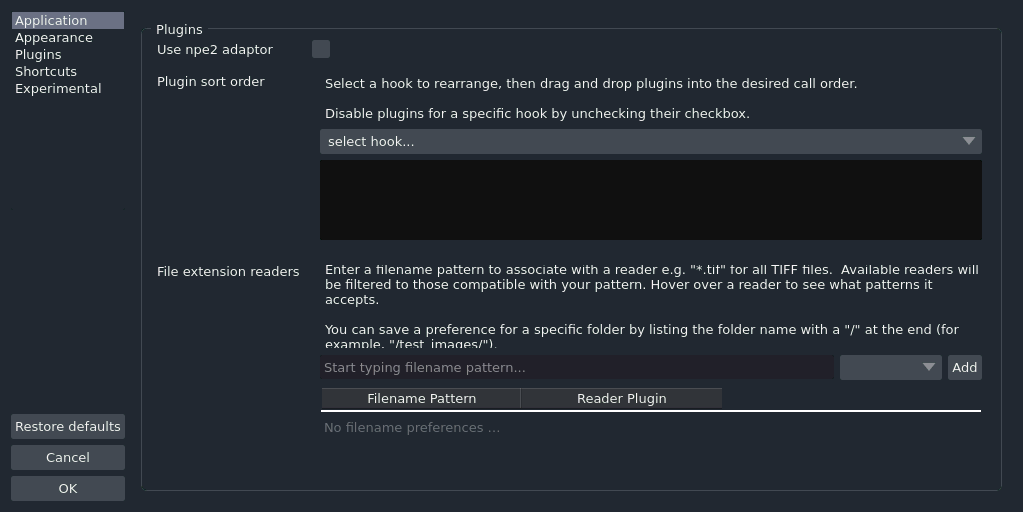 Application
Appearance
Plugins
Shortcuts
Experimental
Restore defaults
Cancel
OK
Plugins
Use npe2 adaptor
Plugin sort order
Select a hook to rearrange, then drag and drop plugins into the desired call order.
Disable plugins for a specific hook by unchecking their checkbox.
select hook...
File extension readers
Enter a filename pattern to associate with a reader e.g. "*.tif" for all TIFF files.  Available readers will
be filtered to those compatible with your pattern. Hover over a reader to see what patterns it
accepts.
You can save a preference for a specific folder by listing the folder name with a "/" at the end (for
example, "/test_images/").
Start typing filename pattern...
Add
Filename Pattern
Reader Plugin
No filename preferences ...